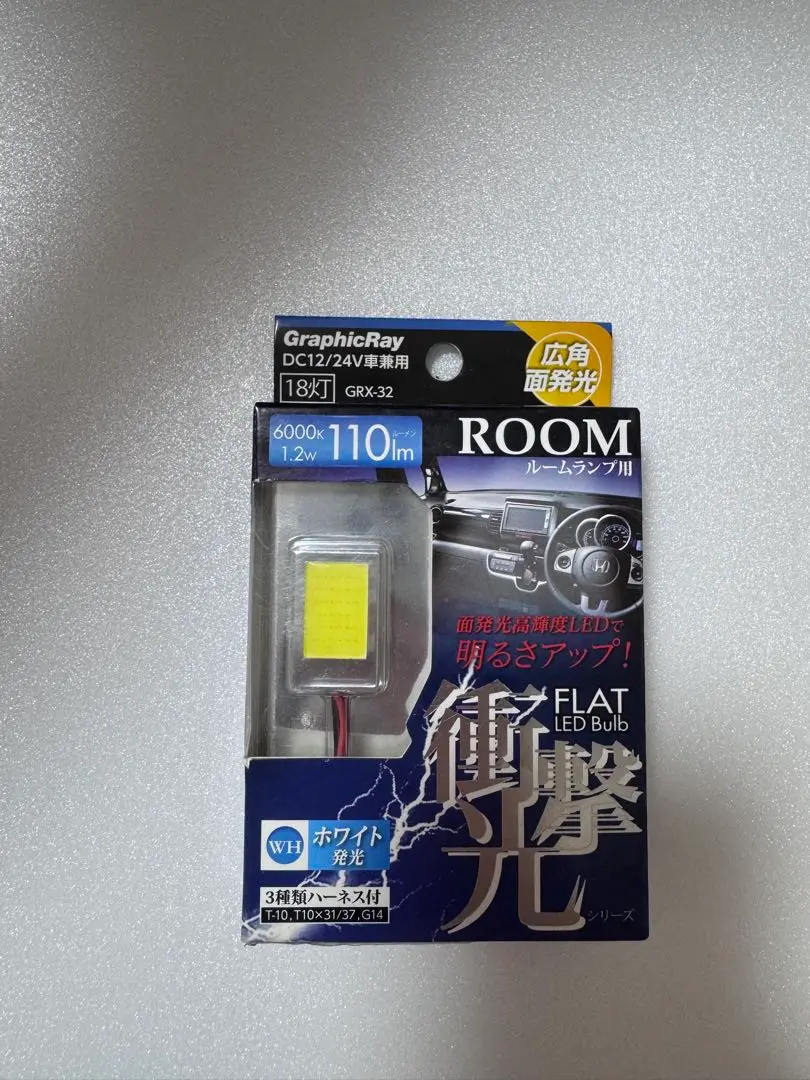 GraphicRay
DC12/24V車兼用
18灯 GRX-32
広角
面発光
6000K
1.2W
110lm
ルーメン
ROOM
ルームランプ用
面発光高輝度LEDで
明るさアップ!
FLAT
LED Bulb
衝撃光
シリーズ
WH
ホワイト
発光
3種類ハーネス付
T-10,T10×31/37,G14